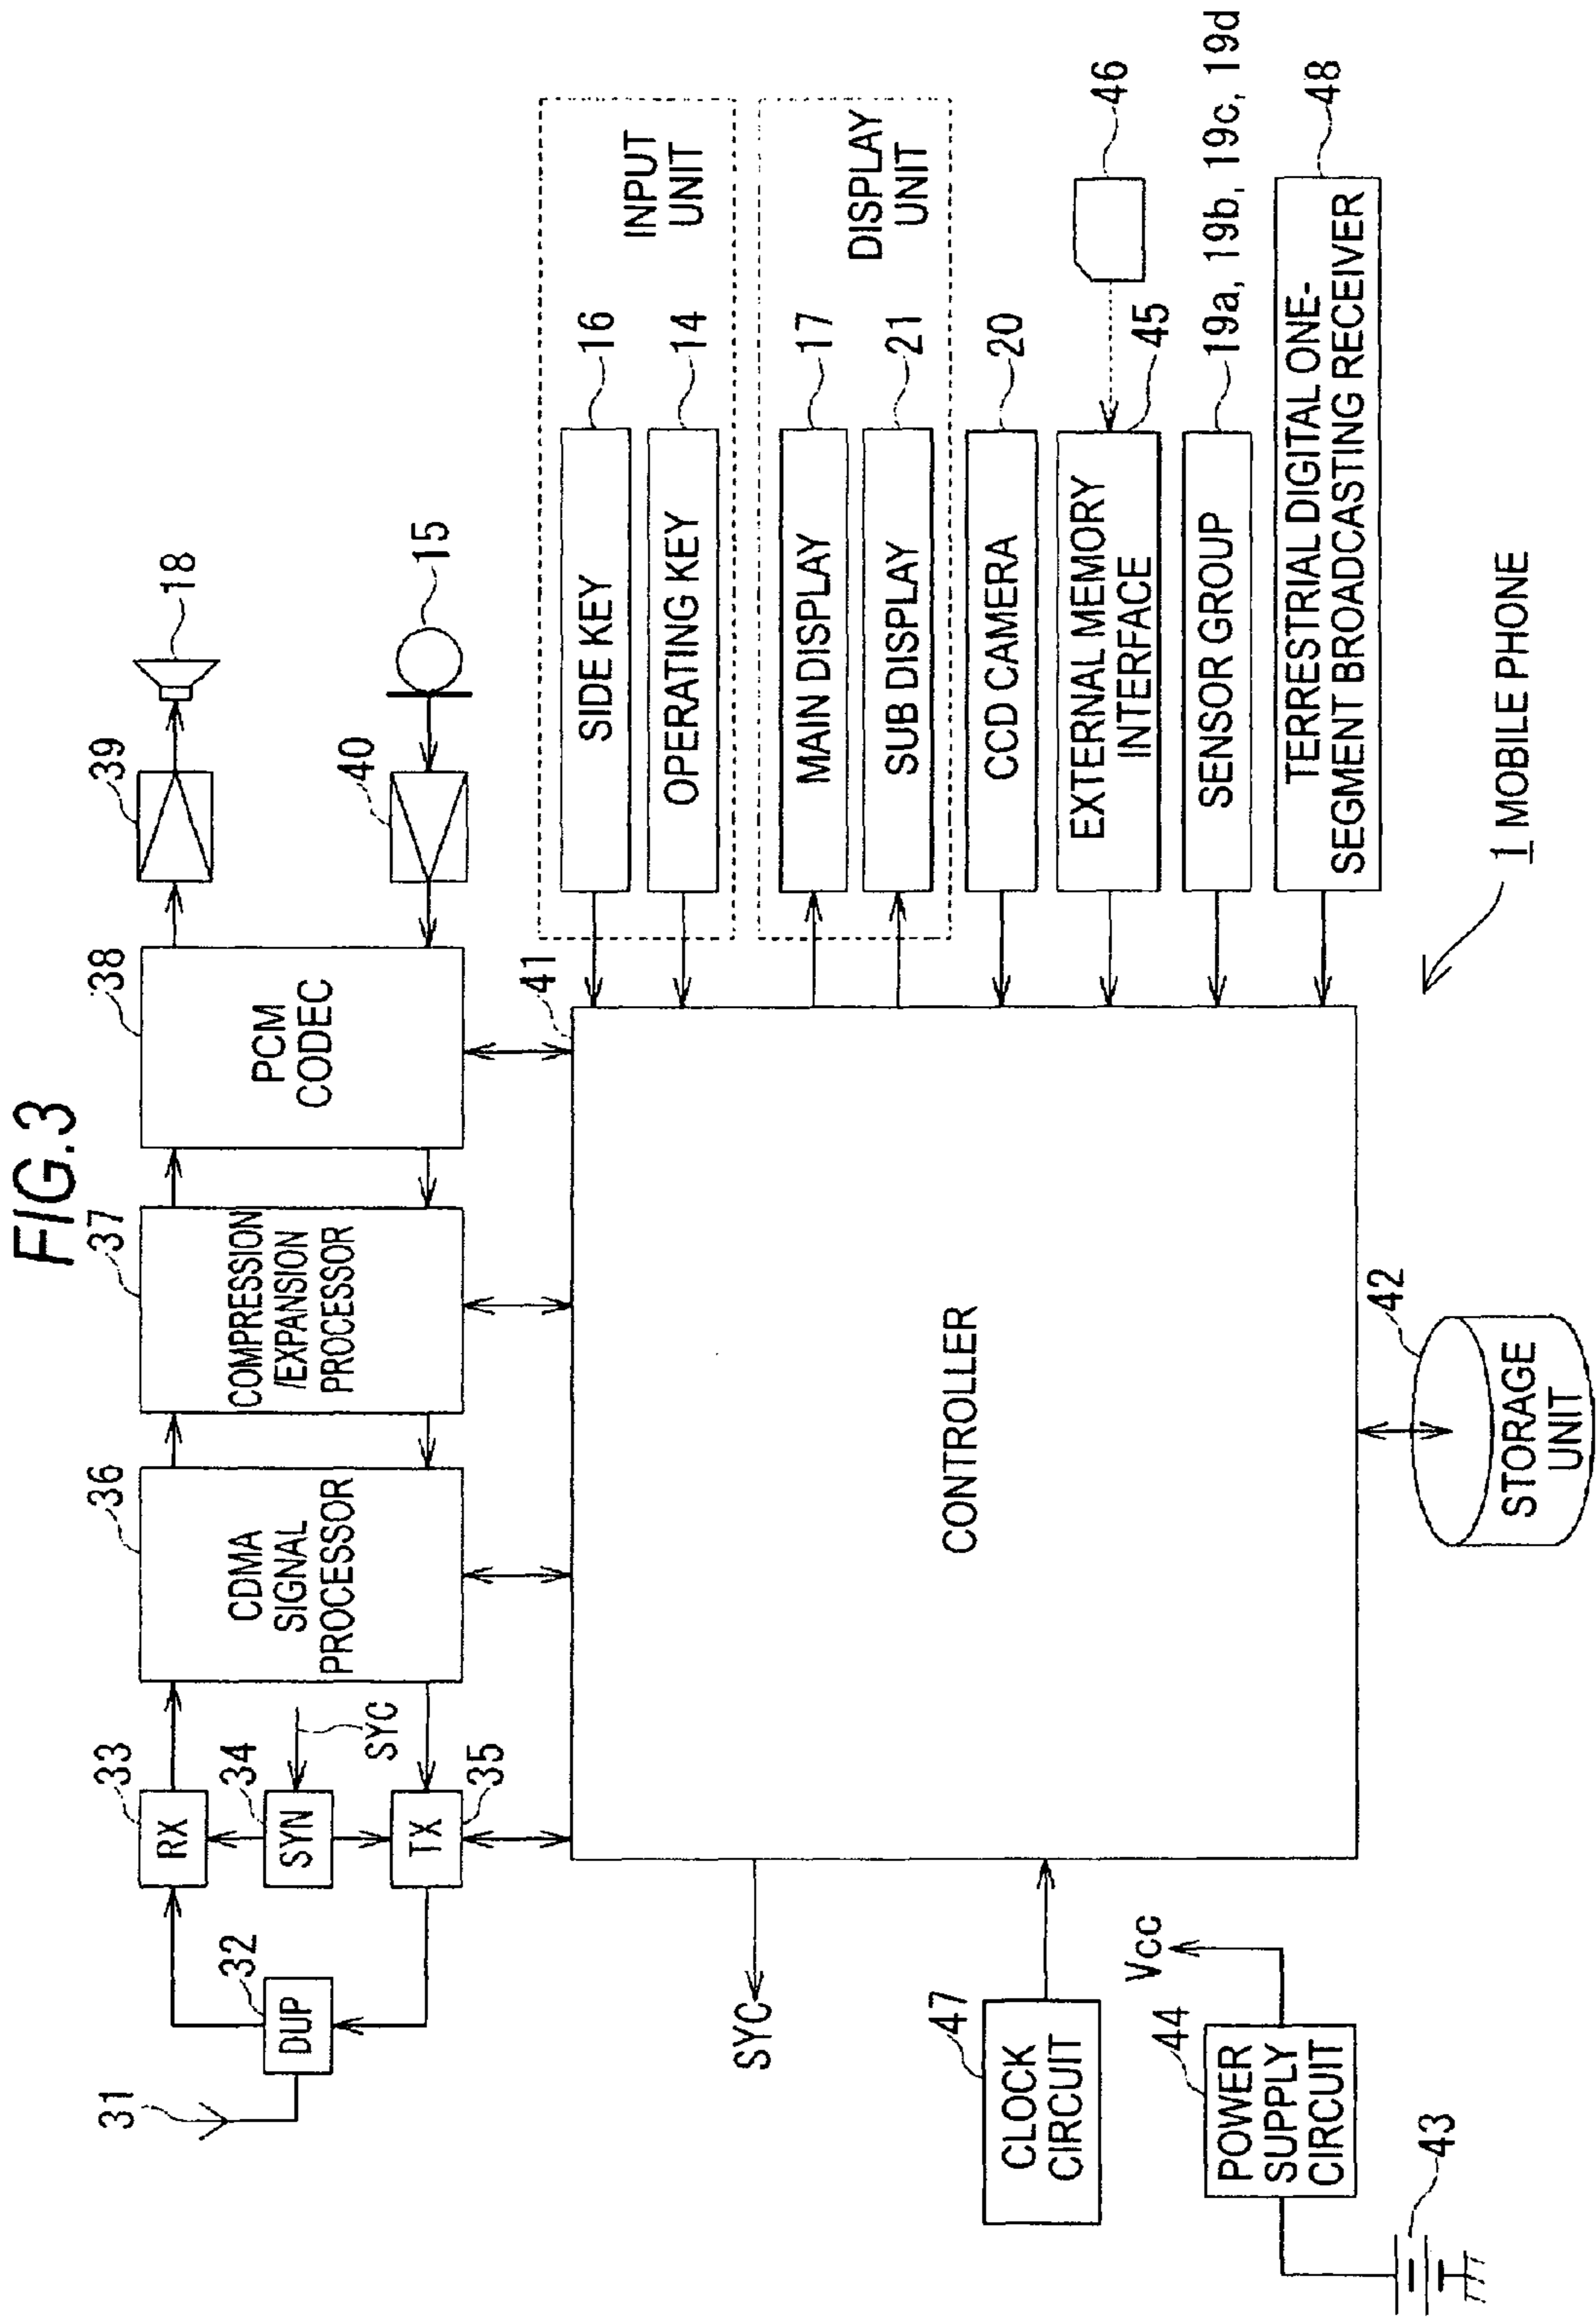 FIG.3
31
DUP
32
RX
33
SYN
34
SYC
TX
35
CDMA
SIGNAL
PROCESSOR
36
COMPRESSION
/EXPANSION
PROCESSOR
37
PCM
CODEC
38
39
18
40
15
41
CONTROLLER
SYC
CLOCK
CIRCUIT
47
Vcc
POWER
SUPPLY
CIRCUIT
44
43
STORAGE
UNIT
42
SIDE KEY
16
OPERATING KEY
14
INPUT
UNIT
MAIN DISPLAY
17
SUB DISPLAY
21
DISPLAY
UNIT
CCD CAMERA
20
EXTERNAL MEMORY
INTERFACE
45
46
SENSOR GROUP
19a, 19b, 19c, 19d
TERRESTRIAL DIGITAL ONE-
SEGMENT BROADCASTING RECEIVER
48
1 MOBILE PHONE